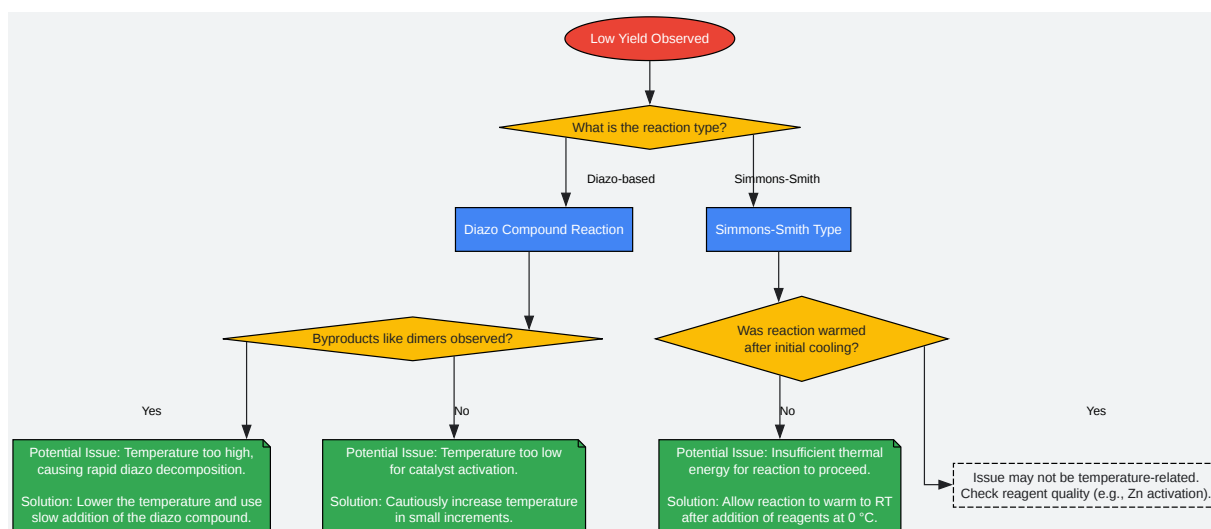 Low Yield Observed
What is the reaction type?
Diazo-based
Simmons-Smith
Diazo Compound Reaction
Simmons-Smith Type
Byproducts like dimers observed?
Was reaction warmed
after initial cooling?
Yes
No
No
Yes
Potential Issue: Temperature too high,
causing rapid diazo decomposition.
Solution: Lower the temperature and use
slow addition of the diazo compound.
Potential Issue: Temperature too low
for catalyst activation.
Solution: Cautiously increase temperature
in small increments.
Potential Issue: Insufficient thermal
energy for reaction to proceed.
Solution: Allow reaction to warm to RT
after addition of reagents at 0 °C.
Issue may not be temperature-related.
Check reagent quality (e.g., Zn activation).